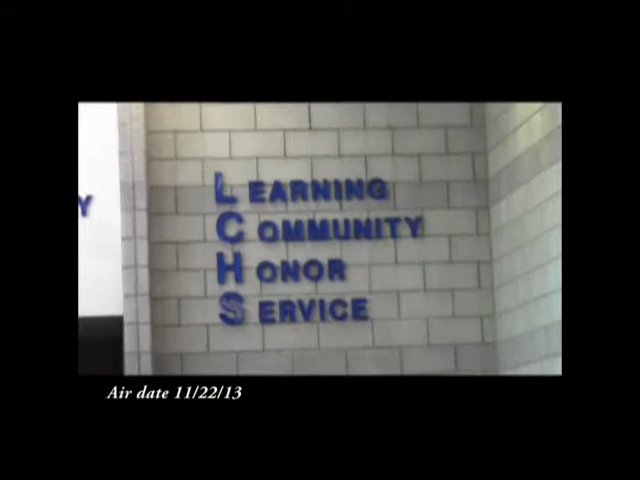 Y
LEARNING
COMMUNITY
HONOR
SERVICE
Air date 11/22/13